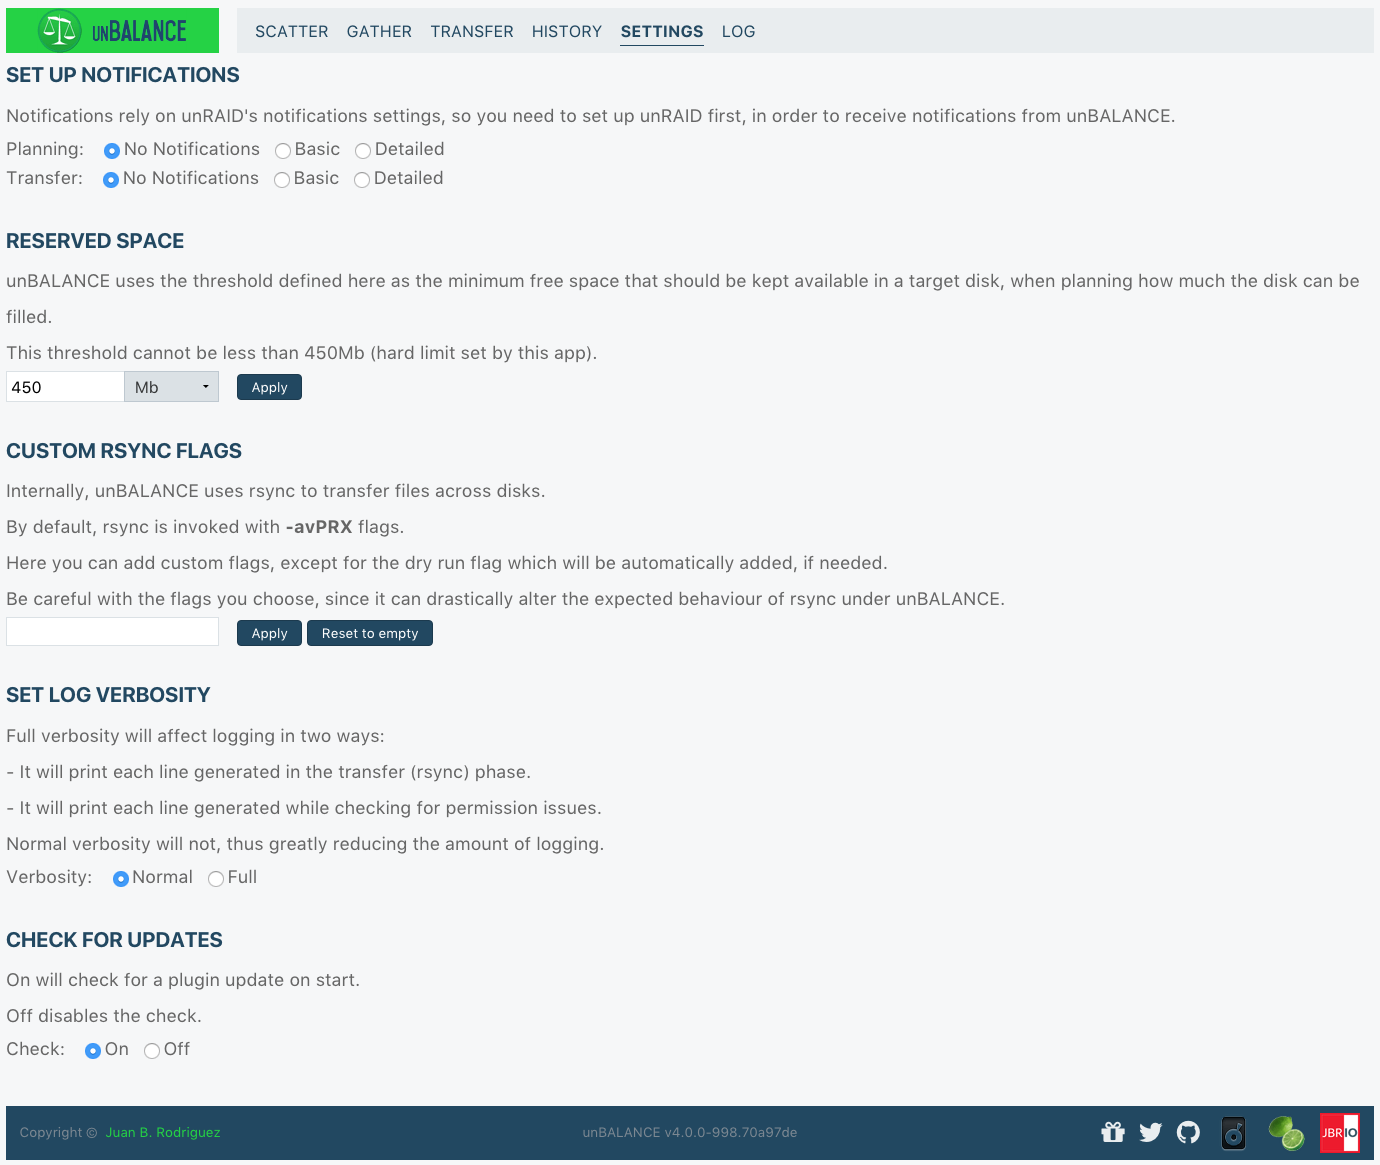 unBALANCE
SCATTER GATHER TRANSFER HISTORY SETTINGS LOG
SET UP NOTIFICATIONS
Notifications rely on unRAID's notifications settings, so you need to set up unRAID first, in order to receive notifications from unBALANCE.
Planning: No Notifications Basic Detailed
Transfer: No Notifications Basic Detailed
RESERVED SPACE
unBALANCE uses the threshold defined here as the minimum free space that should be kept available in a target disk, when planning how much the disk can be
filled.
This threshold cannot be less than 450Mb (hard limit set by this app).
450 Mb Apply
CUSTOM RSYNC FLAGS
Internally, unBALANCE uses rsync to transfer files across disks.
By default, rsync is invoked with -avPRX flags.
Here you can add custom flags, except for the dry run flag which will be automatically added, if needed.
Be careful with the flags you choose, since it can drastically alter the expected behaviour of rsync under unBALANCE.
Apply Reset to empty
SET LOG VERBOSITY
Full verbosity will affect logging in two ways:
- It will print each line generated in the transfer (rsync) phase.
- It will print each line generated while checking for permission issues.
Normal verbosity will not, thus greatly reducing the amount of logging.
Verbosity: Normal Full
CHECK FOR UPDATES
On will check for a plugin update on start.
Off disables the check.
Check: On Off
Copyright © Juan B. Rodriguez unBALANCE v4.0.0-998.70a97de JBRIO